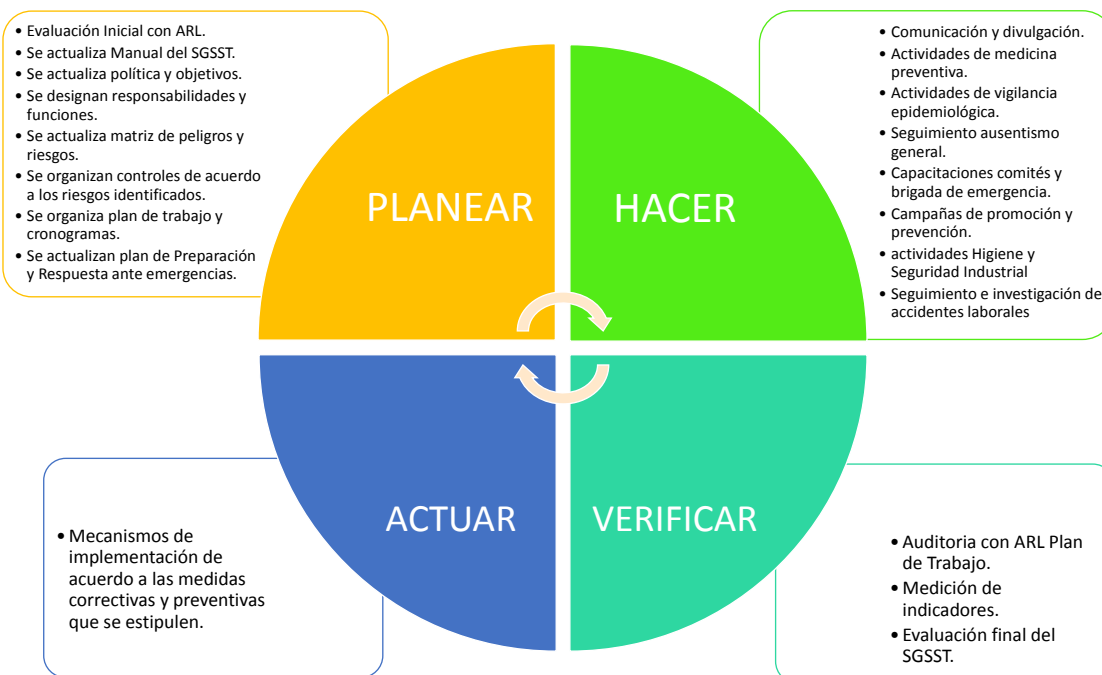 • Evaluación Inicial con ARL.
• Se actualiza Manual del SGSST.
• Se actualiza política y objetivos.
• Se designan responsabilidades y
funciones.
• Se actualiza matriz de peligros y
riesgos.
• Se organizan controles de acuerdo
a los riesgos identificados.
• Se organiza plan de trabajo y
cronogramas.
• Se actualizan plan de Preparación
y Respuesta ante emergencias.
PLANEAR
HACER
• Comunicación y divulgación.
• Actividades de medicina
preventiva.
• Actividades de vigilancia
epidemiológica.
• Seguimiento ausentismo
general.
• Capacitaciones comités y
brigada de emergencia.
• Campañas de promoción y
prevención.
• actividades Higiene y
Seguridad Industrial
• Seguimiento e investigación de
accidentes laborales
• Mecanismos de
implementación de
acuerdo a las medidas
correctivas y preventivas
que se estipulen.
ACTUAR
VERIFICAR
• Auditoria con ARL Plan
de Trabajo.
• Medición de
indicadores.
• Evaluación final del
SGSST.